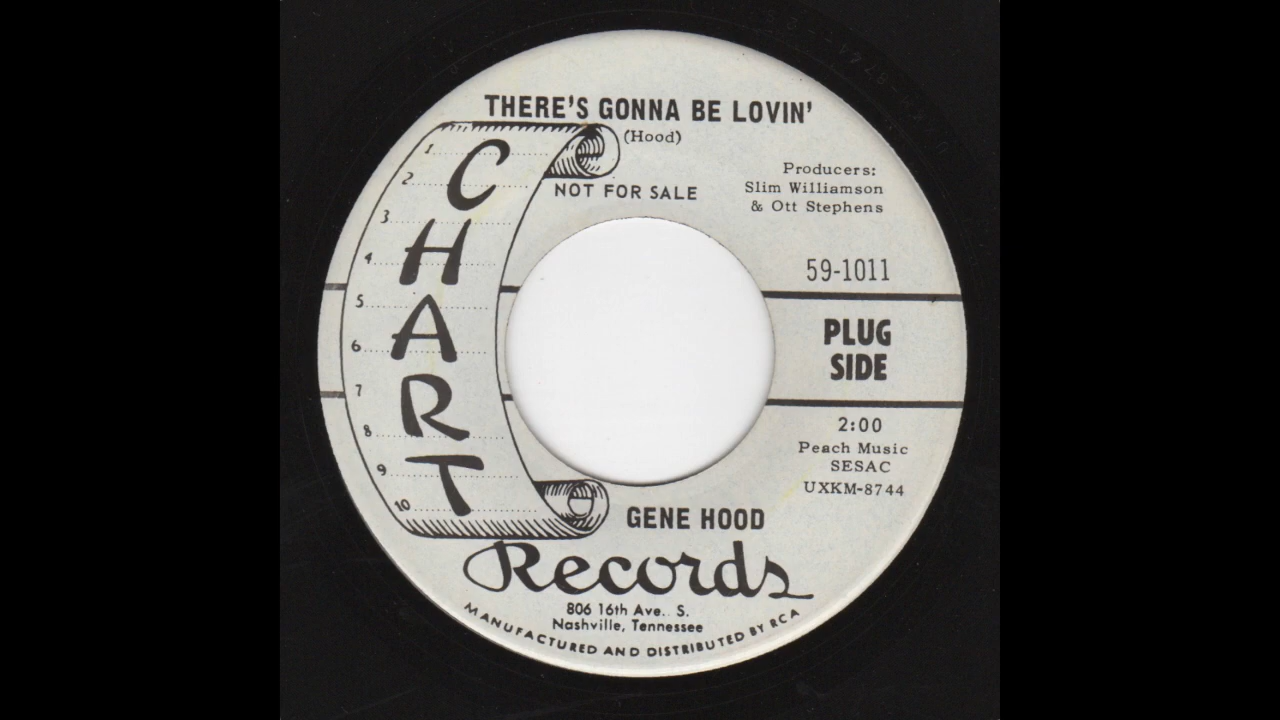 THERE'S GONNA BE LOVIN'
(Hood)
NOT FOR SALE
Producers:
Slim Williamson
& Ott Stephens
59-1011
PLUG
SIDE
2:00
Peach Music
SESAC
UXKM-8744
1
2
3
4
5
6
7
8
9
10
CHART
GENE HOOD
Records
806 16th Ave.. S.
Nashville, Tennessee
MANUFACTURED AND DISTRIBUTED BY RCA